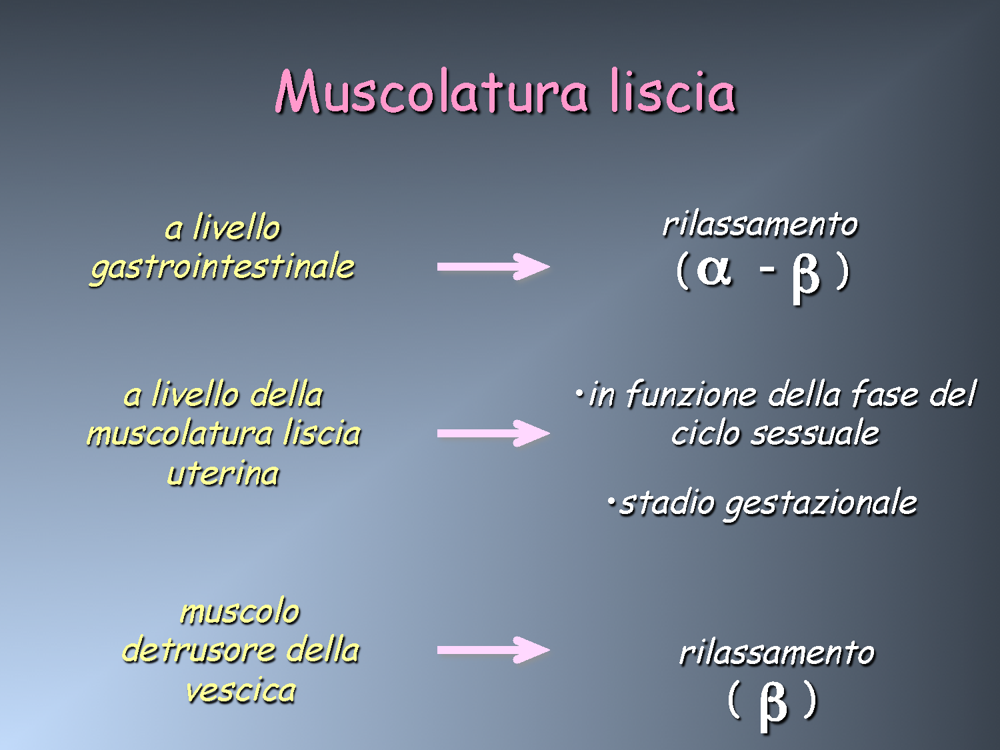 Muscolatura liscia
a livello
gastrointestinale
rilassamento
( α - β )
a livello della
muscolatura liscia
uterina
•in funzione della fase del
ciclo sessuale
•stadio gestazionale
muscolo
detrusore della
vescica
rilassamento
( β )